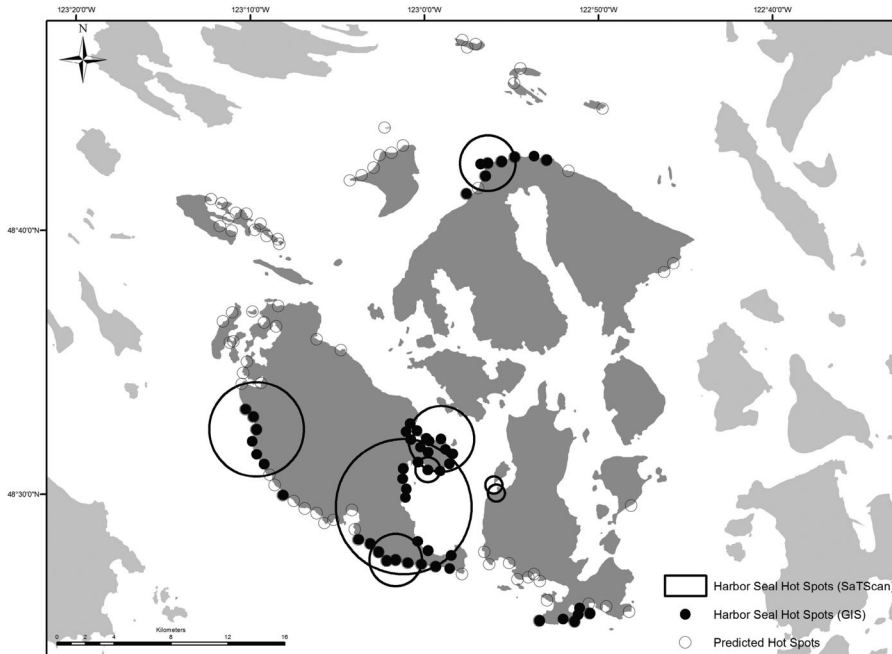 123°20'0"W
123°10'0"W
123°0'0"W
122°50'0"W
122°40'0"W
N
48°40'0"N
48°30'0"N
Harbor Seal Hot Spots (SaTScan)
Harbor Seal Hot Spots (GIS)
Predicted Hot Spots
Kilometers
0 2 4 8 12 16